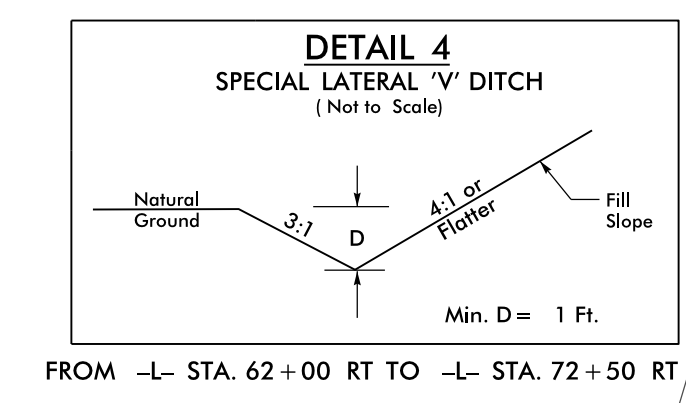 DETAIL 4
SPECIAL LATERAL 'V' DITCH
( Not to Scale)
Natural
Ground
3:1
D
4:1 or
Flatter
Fill
Slope
Min. D = 1 Ft.
FROM –L– STA. 62+00 RT TO –L– STA. 72+50 RT